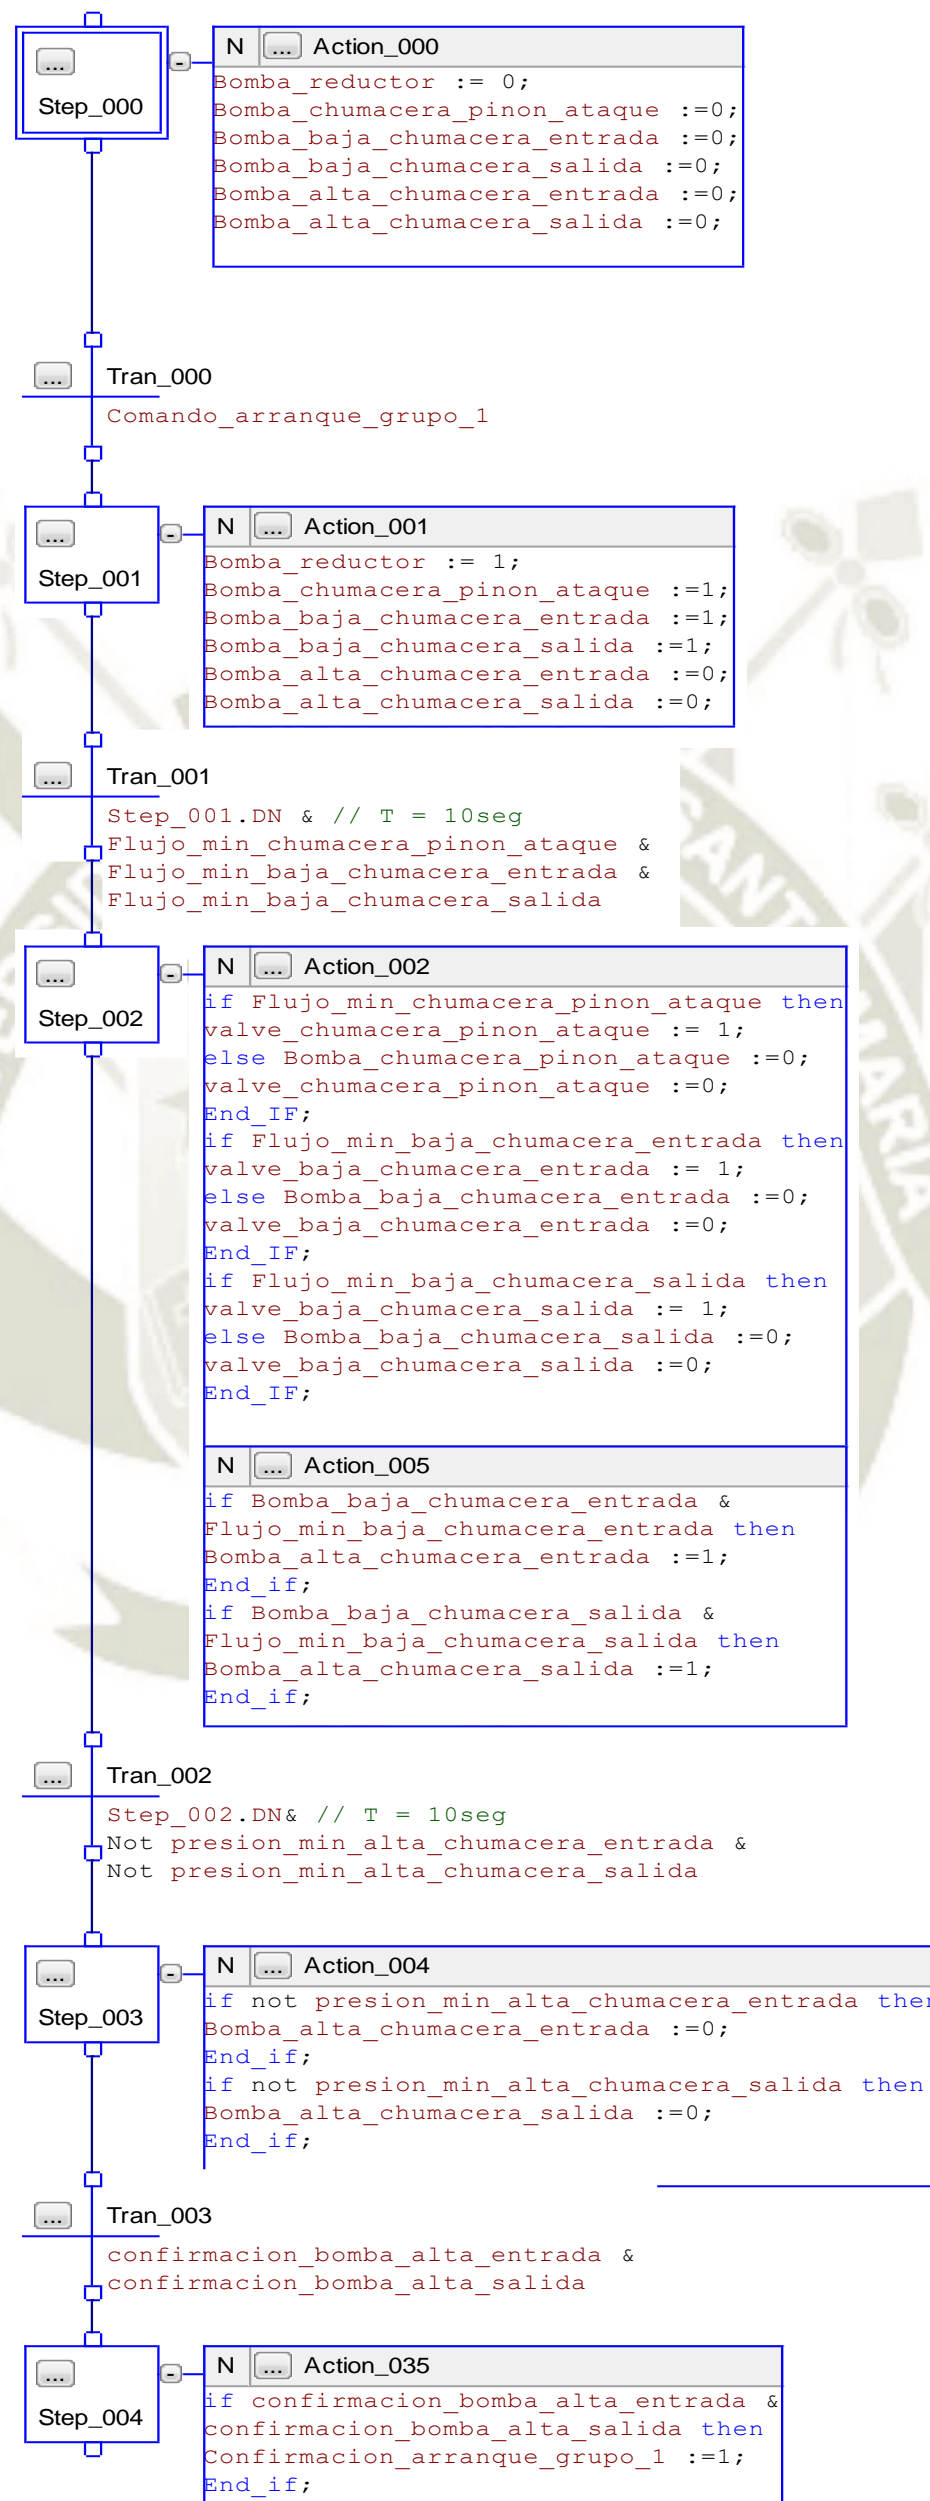 N ... Action_000
...
Step_000
Bomba_reductor := 0;
Bomba_chumacera_pinon_ataque :=0;
Bomba_baja_chumacera_entrada :=0;
Bomba_baja_chumacera_salida :=0;
Bomba_alta_chumacera_entrada :=0;
Bomba_alta_chumacera_salida :=0;
... Tran_000
Comando_arranque_grupo_1
N ... Action_001
...
Step_001
Bomba_reductor := 1;
Bomba_chumacera_pinon_ataque :=1;
Bomba_baja_chumacera_entrada :=1;
Bomba_baja_chumacera_salida :=1;
Bomba_alta_chumacera_entrada :=0;
Bomba_alta_chumacera_salida :=0;
... Tran_001
Step_001.DN & // T = 10seg
Flujo_min_chumacera_pinon_ataque &
Flujo_min_baja_chumacera_entrada &
Flujo_min_baja_chumacera_salida
N ... Action_002
...
Step_002
if Flujo_min_chumacera_pinon_ataque then
valve_chumacera_pinon_ataque := 1;
else Bomba_chumacera_pinon_ataque :=0;
valve_chumacera_pinon_ataque :=0;
End_IF;
if Flujo_min_baja_chumacera_entrada then
valve_baja_chumacera_entrada := 1;
else Bomba_baja_chumacera_entrada :=0;
valve_baja_chumacera_entrada :=0;
End_IF;
if Flujo_min_baja_chumacera_salida then
valve_baja_chumacera_salida := 1;
else Bomba_baja_chumacera_salida :=0;
valve_baja_chumacera_salida :=0;
End_IF;
N ... Action_005
if Bomba_baja_chumacera_entrada &
Flujo_min_baja_chumacera_entrada then
Bomba_alta_chumacera_entrada :=1;
End_if;
if Bomba_baja_chumacera_salida &
Flujo_min_baja_chumacera_salida then
Bomba_alta_chumacera_salida :=1;
End_if;
... Tran_002
Step_002.DN& // T = 10seg
Not presion_min_alta_chumacera_entrada &
Not presion_min_alta_chumacera_salida
N ... Action_004
...
Step_003
if not presion_min_alta_chumacera_entrada then
Bomba_alta_chumacera_entrada :=0;
End_if;
if not presion_min_alta_chumacera_salida then
Bomba_alta_chumacera_salida :=0;
End_if;
... Tran_003
confirmacion_bomba_alta_entrada &
confirmacion_bomba_alta_salida
N ... Action_035
...
Step_004
if confirmacion_bomba_alta_entrada &
confirmacion_bomba_alta_salida then
Confirmacion_arranque_grupo_1 :=1;
End_if;